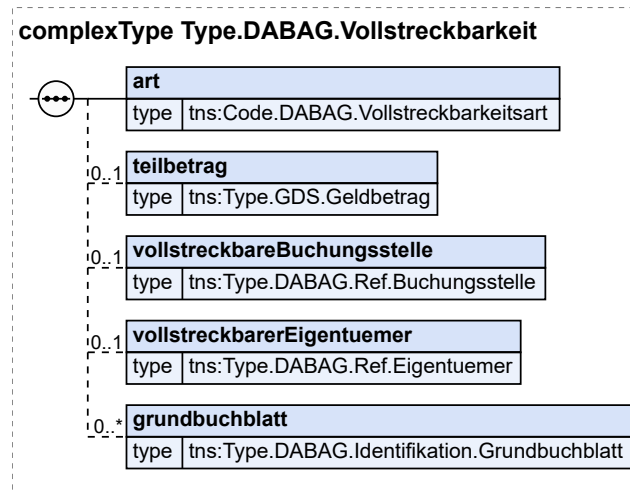 complexType Type.DABAG.Vollstreckbarkeit
art
type tns:Code.DABAG.Vollstreckbarkeitsart
0..1 teilbetrag
type tns:Type.GDS.Geldbetrag
0..1 vollstreckbareBuchungsstelle
type tns:Type.DABAG.Ref.Buchungsstelle
0..1 vollstreckbarerEigentuemer
type tns:Type.DABAG.Ref.Eigentuemer
0..* grundbuchblatt
type tns:Type.DABAG.Identifikation.Grundbuchblatt